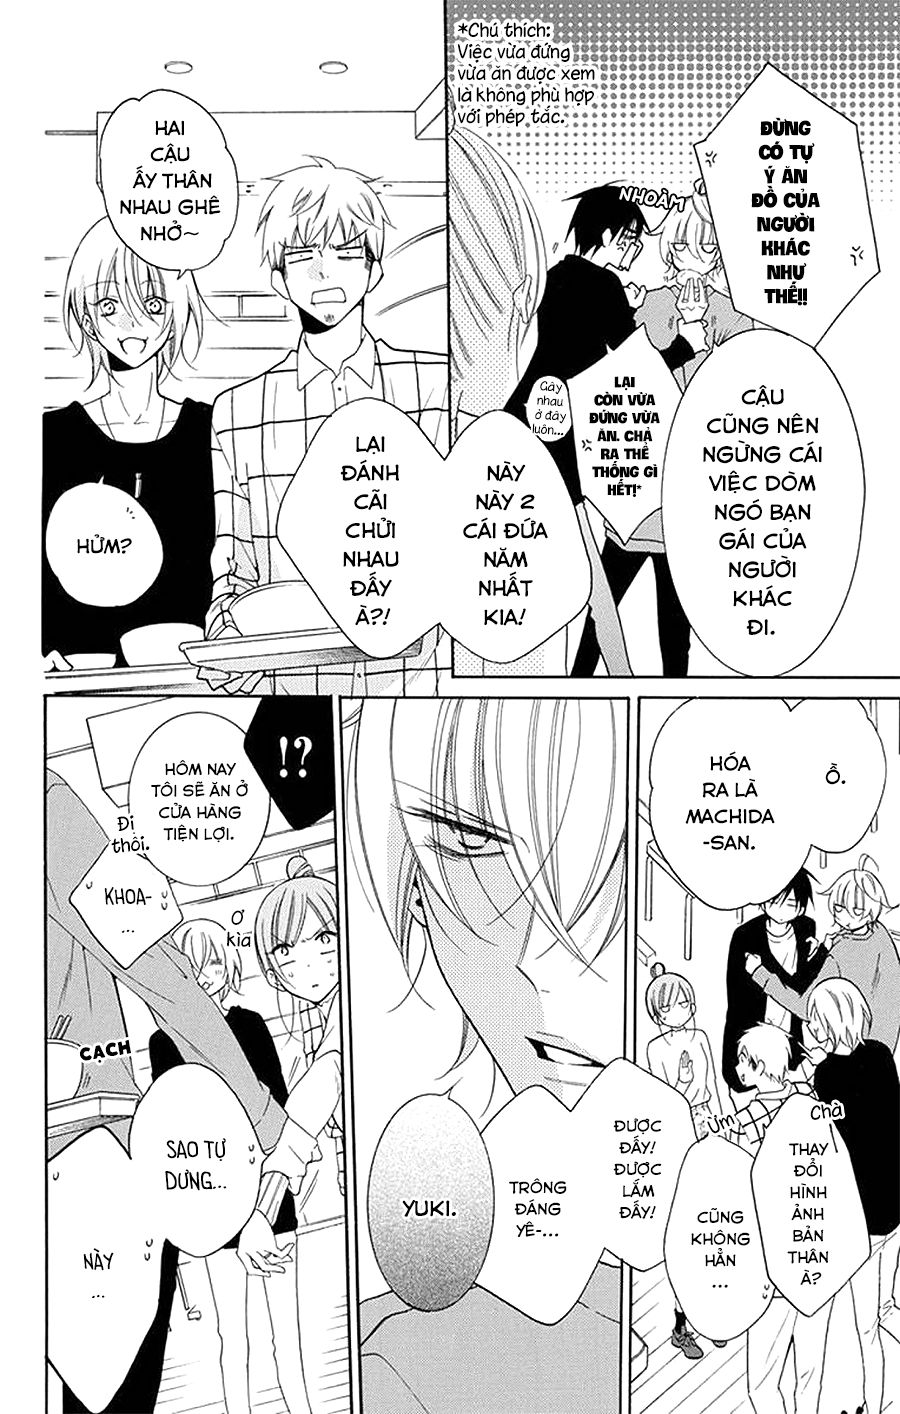 *Chú thích:
Việc vừa đứng
vừa ăn được xem
là không phù hợp
với phép tắc.
ĐỪNG
CÓ TỰ
Ý ĂN
ĐỒ CỦA
NGƯỜI
KHÁC
NHƯ
THẾ!!
NHOÀM
CẬU
CŨNG NÊN
NGỪNG CÁI
VIỆC DÒM
NGÓ BẠN
GÁI CỦA
NGƯỜI
KHÁC
ĐI.
LẠI
CÒN VỪA
ĐỨNG VỪA
ĂN. CHẢ
RA THỂ
THỐNG GÌ
HẾT!*
Gây
nhau
ở đây
luôn...
NÀY
NÀY 2
CÁI ĐỨA
NĂM
NHẤT
KIA!
LẠI
ĐÁNH
CÃI
CHỬI
NHAU
ĐẤY
À?!
HAI
CẬU
ẤY THÂN
NHAU GHÊ
NHỞ~
HỬM?
Ồ.
HÓA
RA LÀ
MACHIDA
-SAN.
Chà
THAY
ĐỔI
HÌNH
ẢNH
BẢN
THÂN
À?
Ừm
CŨNG
KHÔNG
HẲN
...
ĐƯỢC
ĐẤY!
ĐƯỢC
LẮM
ĐẤY!
TRÔNG
ĐÁNG
YÊ-...
YUKI.
!?
HÔM NAY
TÔI SẼ ĂN Ở
CỬA HÀNG
TIỆN LỢI.
Đi
thôi.
KHOA-
...
Ơ
kìa
CẠCH
SAO TỰ
DƯNG...
NÀY
...